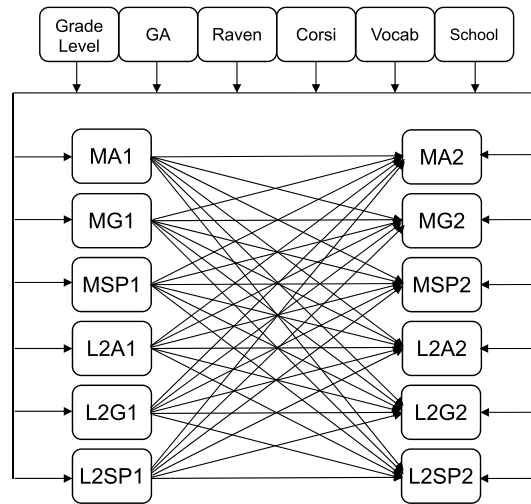 Grade
Level
GA
Raven
Corsi
Vocab
School
MA1
MA2
MG1
MG2
MSP1
MSP2
L2A1
L2A2
L2G1
L2G2
L2SP1
L2SP2